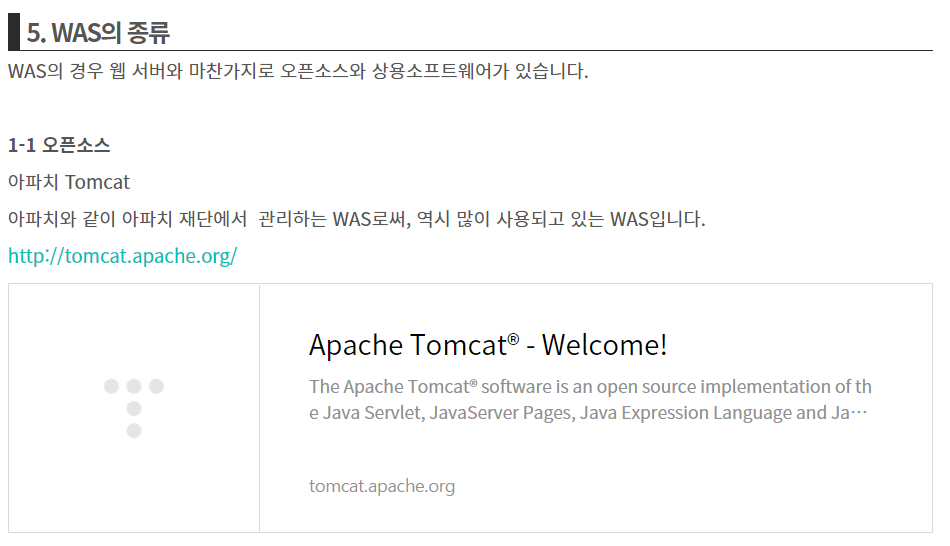 5. WAS의 종류
WAS의 경우 웹 서버와 마찬가지로 오픈소스와 상용소프트웨어가 있습니다.
1-1 오픈소스
아파치 Tomcat
아파치와 같이 아파치 재단에서 관리하는 WAS로써, 역시 많이 사용되고 있는 WAS입니다.
http://tomcat.apache.org/
Apache Tomcat® - Welcome!
The Apache Tomcat® software is an open source implementation of th
e Java Servlet, JavaServer Pages, Java Expression Language and Ja…
tomcat.apache.org